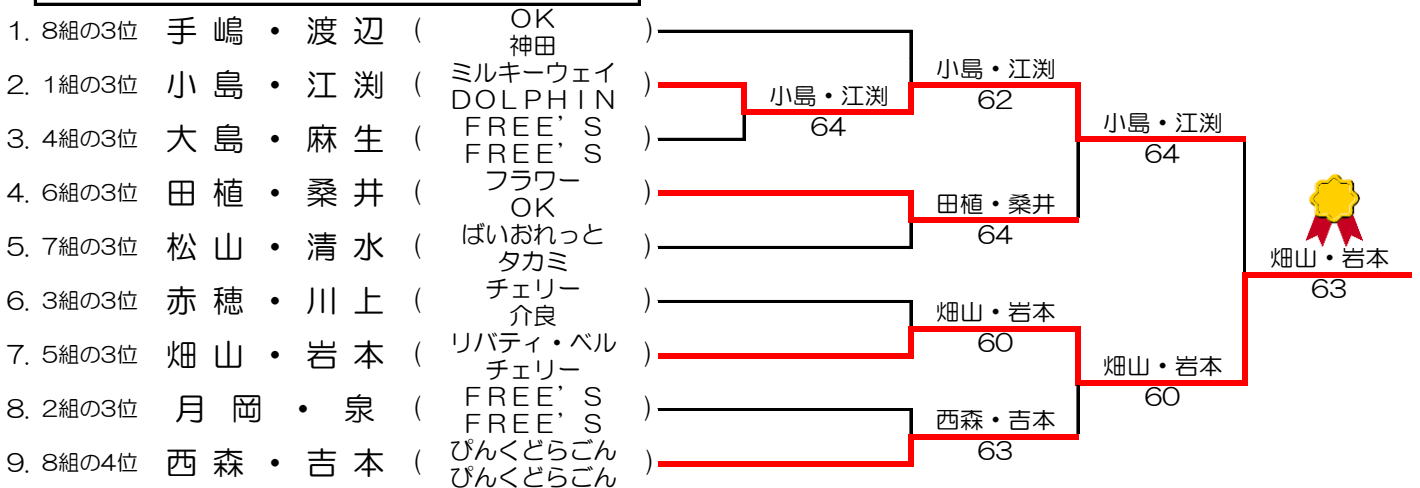 1. 8組の3位 手嶋・渡辺 (OK 神田)
2. 1組の3位 小島・江渕 (ミルキーウェイ DOLPHIN)
3. 4組の3位 大島・麻生 (FREE'S FREE'S)
4. 6組の3位 田植・桑井 (フラワー OK)
5. 7組の3位 松山・清水 (ばいおれっと タカミ)
6. 3組の3位 赤穂・川上 (チェリー 介良)
7. 5組の3位 畑山・岩本 (リバティ・ベル チェリー)
8. 2組の3位 月岡・泉 (FREE'S FREE'S)
9. 8組の4位 西森・吉本 (ぴんくどらごん ぴんくどらごん)
小島・江渕
64
小島・江渕
62
田植・桑井
64
畑山・岩本
60
西森・吉本
63
小島・江渕
64
畑山・岩本
60
畑山・岩本
63